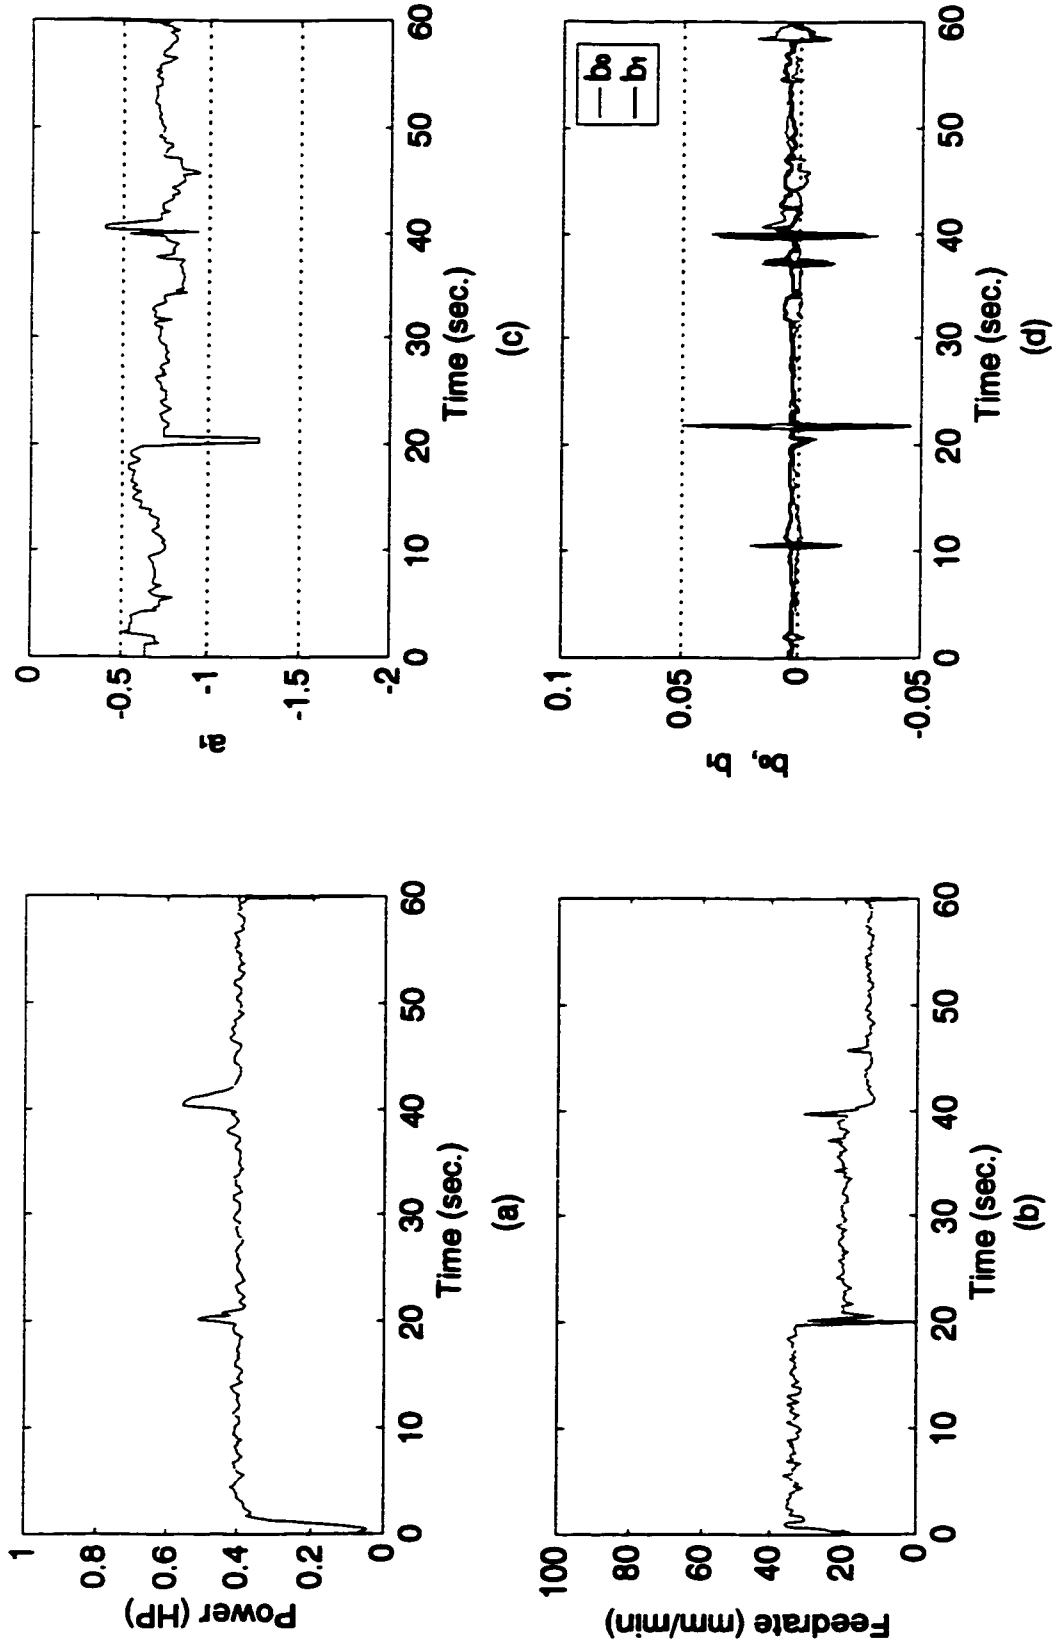 1
0.8
0.6
0.4
0.2
0
Power (HP)
0 10 20 30 40 50 60
Time (sec.)
(a)
0
-0.5
-1
-1.5
-2
a₁
0 10 20 30 40 50 60
Time (sec.)
(c)
100
80
60
40
20
0
Feedrate (mm/min)
0 10 20 30 40 50 60
Time (sec.)
(b)
0.1
0.05
0
-0.05
b₀, b₁
b₀
b₁
0 10 20 30 40 50 60
Time (sec.)
(d)